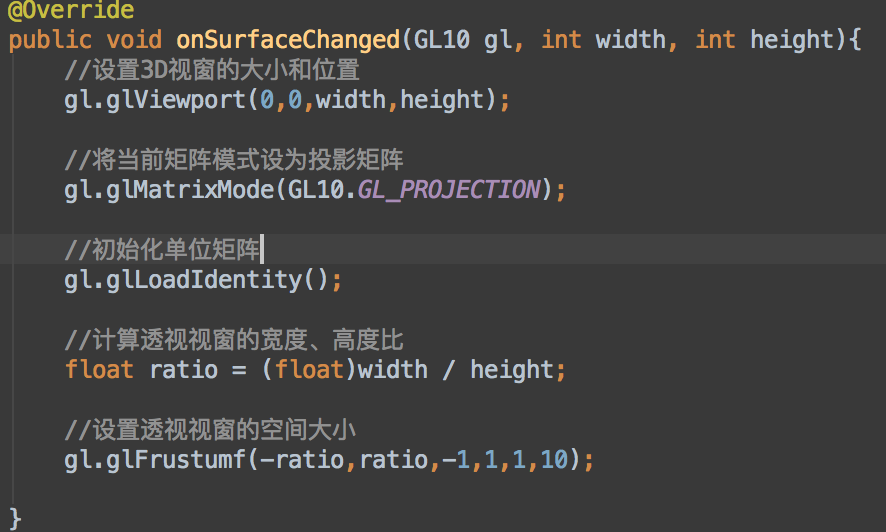 @Override
public void onSurfaceChanged(GL10 gl, int width, int height){
//设置3D视窗的大小和位置
gl.glViewport(0,0,width,height);
//将当前矩阵模式设为投影矩阵
gl.glMatrixMode(GL10.GL_PROJECTION);
//初始化单位矩阵
gl.glLoadIdentity();
//计算透视视窗的宽度、高度比
float ratio = (float)width / height;
//设置透视视窗的空间大小
gl.glFrustumf(-ratio,ratio,-1,1,1,10);
}